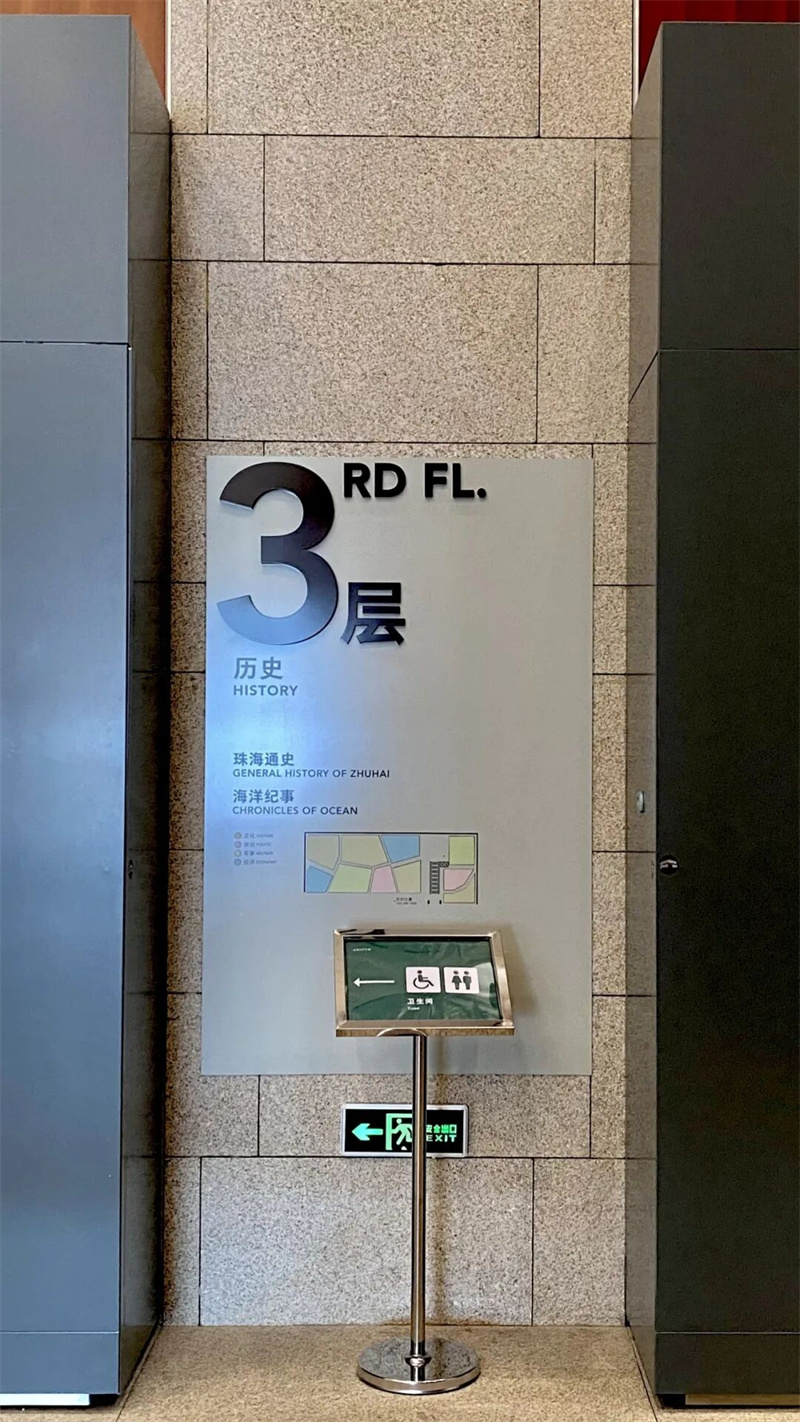 3RD FL.
层
历史
HISTORY
珠海通史
GENERAL HISTORY OF ZHUHAI
海洋纪事
CHRONICLES OF OCEAN
卫生间
安全出口
EXIT